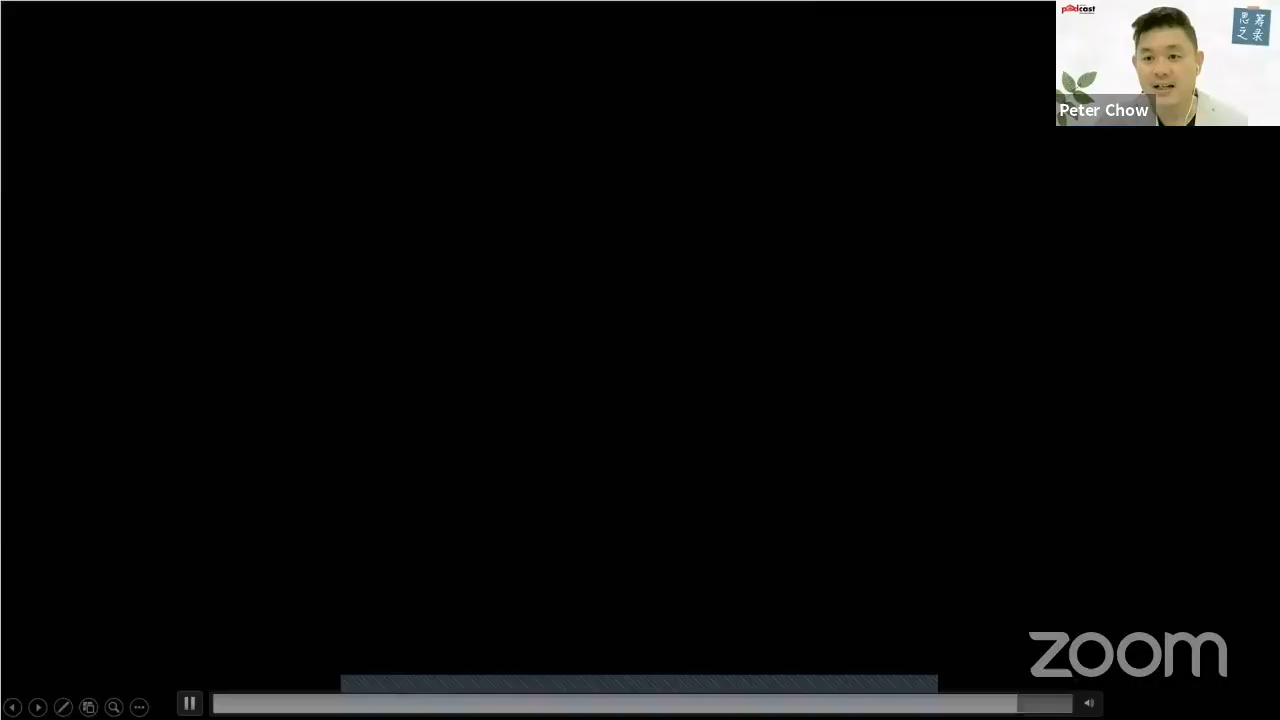 podcast
思筹
之录
Peter Chow
zoom